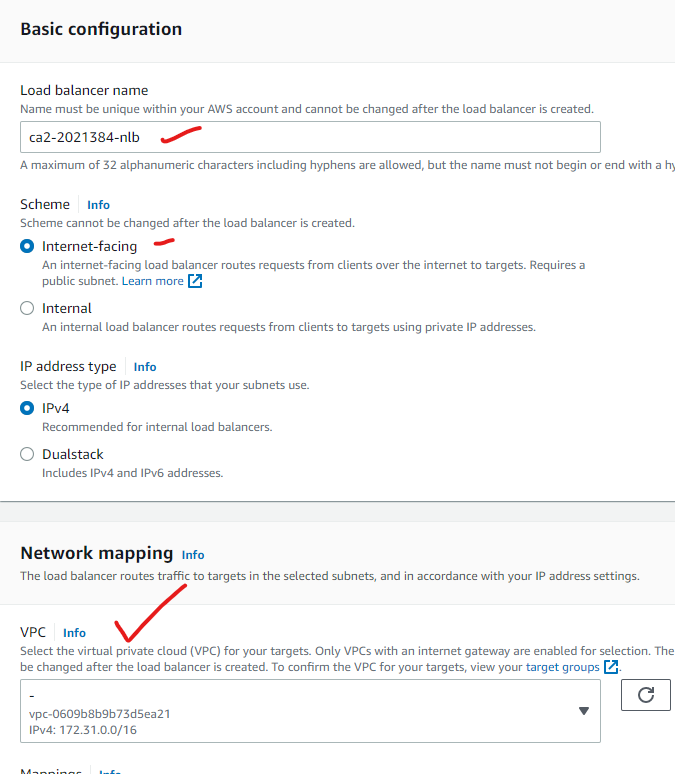 Basic configuration
Load balancer name
Name must be unique within your AWS account and cannot be changed after the load balancer is created.
ca2-2021384-nlb
A maximum of 32 alphanumeric characters including hyphens are allowed, but the name must not begin or end with a hy
Scheme Info
Scheme cannot be changed after the load balancer is created.
Internet-facing
An internet-facing load balancer routes requests from clients over the internet to targets. Requires a
public subnet. Learn more
Internal
An internal load balancer routes requests from clients to targets using private IP addresses.
IP address type Info
Select the type of IP addresses that your subnets use.
IPv4
Recommended for internal load balancers.
Dualstack
Includes IPv4 and IPv6 addresses.
Network mapping Info
The load balancer routes traffic to targets in the selected subnets, and in accordance with your IP address settings.
VPC Info
Select the virtual private cloud (VPC) for your targets. Only VPCs with an internet gateway are enabled for selection. The
be changed after the load balancer is created. To confirm the VPC for your targets, view your target groups.
-
vpc-0609b8b9b73d5ea21
IPv4: 172.31.0.0/16
Mappings Info